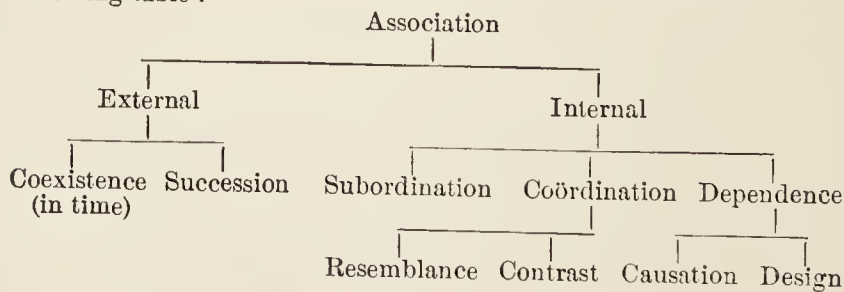 Association
External Internal
Coexistence Succession Subordination Coördination Dependence
(in time)
Resemblance Contrast Causation Design